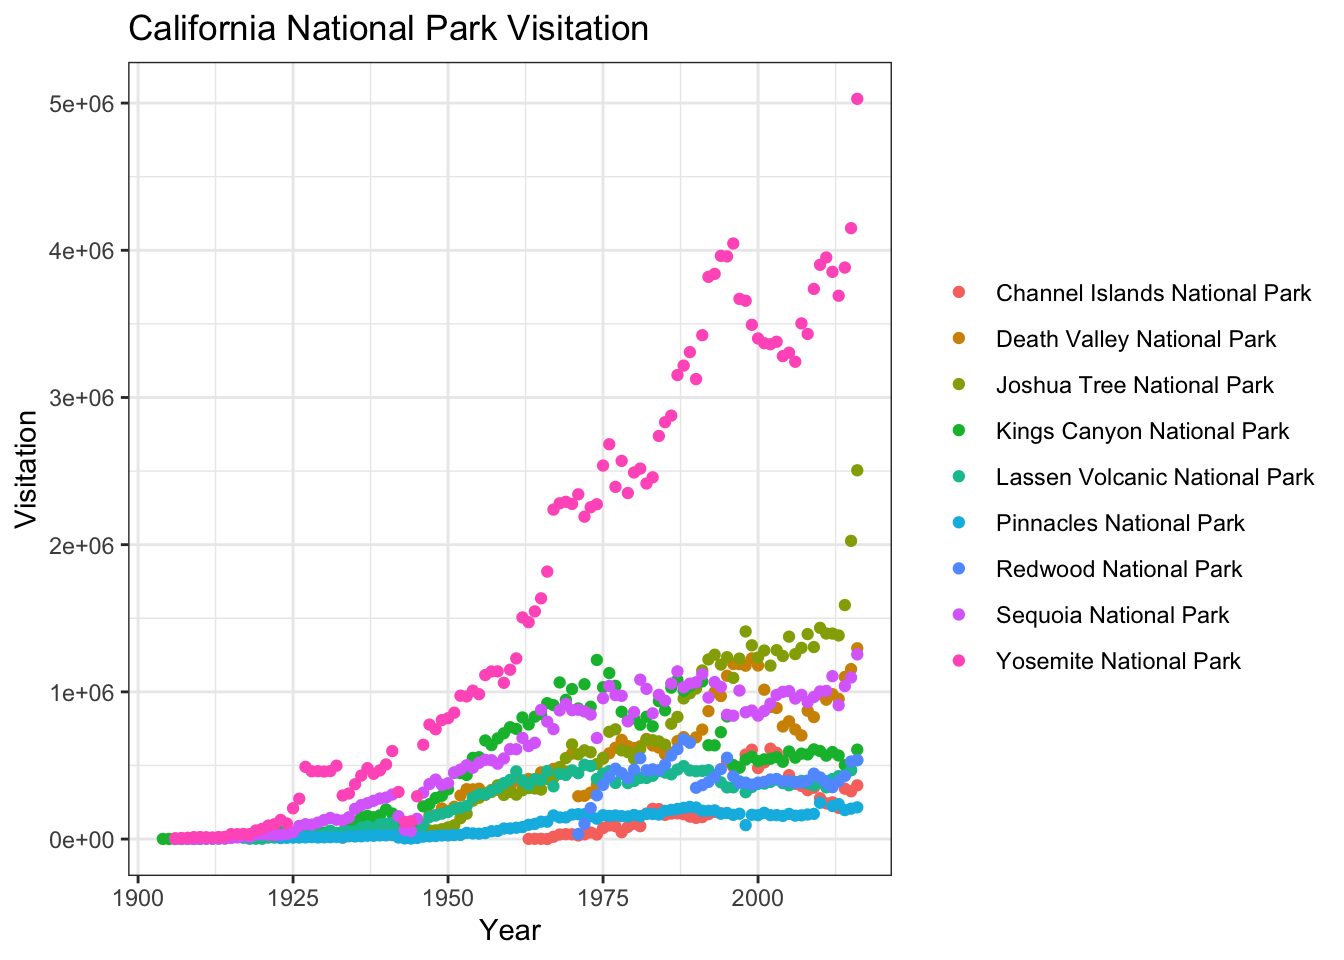 California National Park Visitation
5e+06
4e+06
3e+06
2e+06
1e+06
0e+00
Visitation
1900 1925 1950 1975 2000
Year
Channel Islands National Park
Death Valley National Park
Joshua Tree National Park
Kings Canyon National Park
Lassen Volcanic National Park
Pinnacles National Park
Redwood National Park
Sequoia National Park
Yosemite National Park